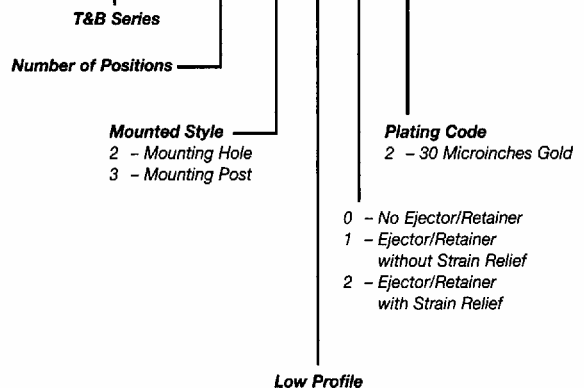 T&B Series
Number of Positions
Mounted Style
2 – Mounting Hole
3 – Mounting Post
Plating Code
2 – 30 Microinches Gold
0 – No Ejector/Retainer
1 – Ejector/Retainer
without Strain Relief
2 – Ejector/Retainer
with Strain Relief
Low Profile